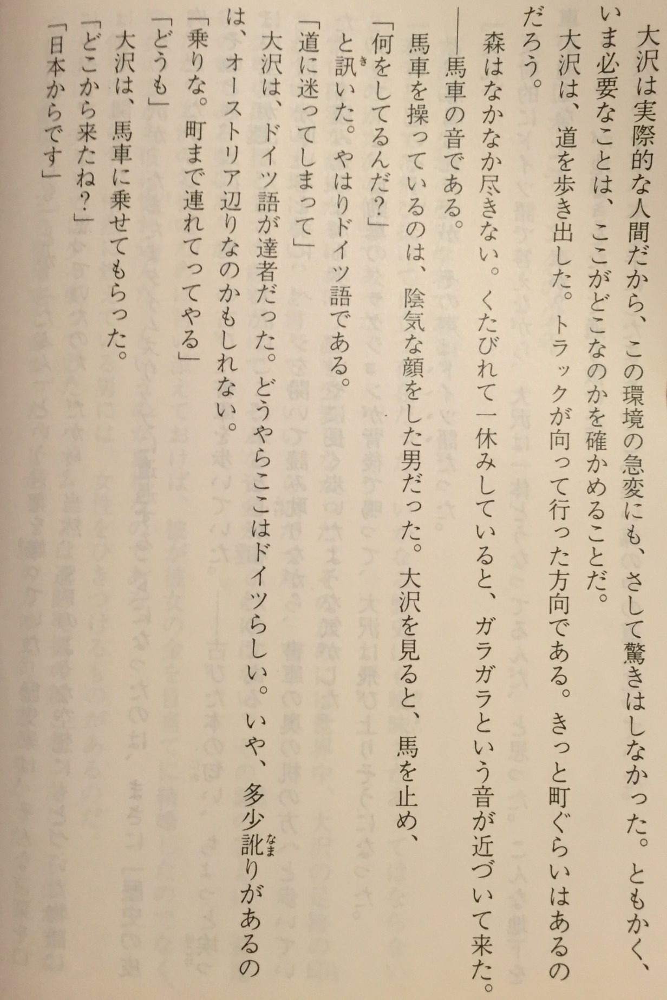 大沢は実際的な人間だから、この環境の急変にも、さして驚きはしなかった。ともかく、
いま必要なことは、ここがどこなのかを確かめることだ。
大沢は、道を歩き出した。トラックが向って行った方向である。きっと町ぐらいはあるの
だろう。
森はなかなか尽きない。くたびれて一休みしていると、ガラガラという音が近づいて来た。
——馬車の音である。
馬車を操っているのは、陰気な顔をした男だった。大沢を見ると、馬を止め、
「何をしてるんだ？」
と訊いた。やはりドイツ語である。
「道に迷ってしまって」
大沢は、ドイツ語が達者だった。どうやらここはドイツらしい。いや、多少訛りがあるの
は、オーストリア辺りなのかもしれない。
「乗りな。町まで連れてってやる」
「どうも」
大沢は、馬車に乗せてもらった。
「どこから来たね？」
「日本からです」